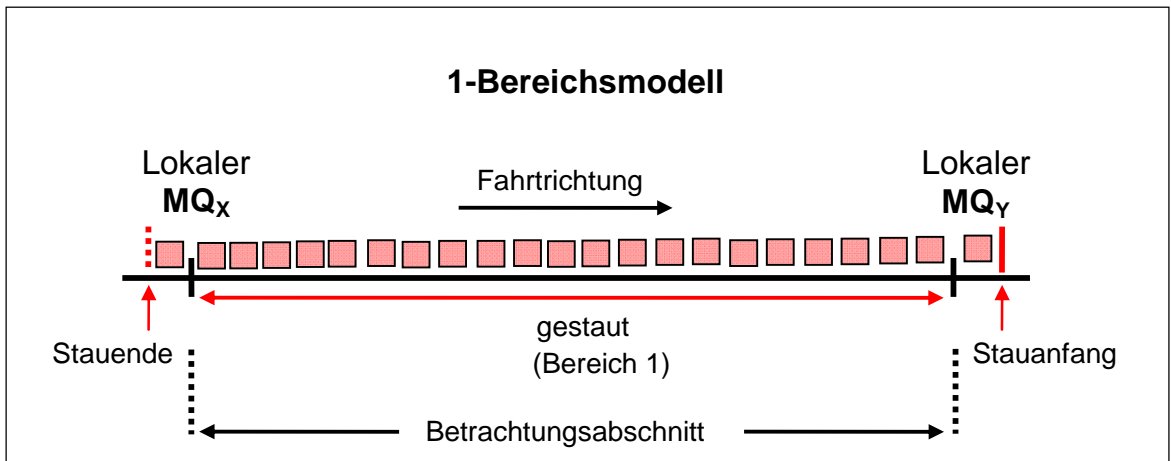 1-Bereichsmodell
Lokaler
MQX
Fahrtrichtung
Lokaler
MQY
gestaut
(Bereich 1)
Stauende
Stauanfang
Betrachtungsabschnitt